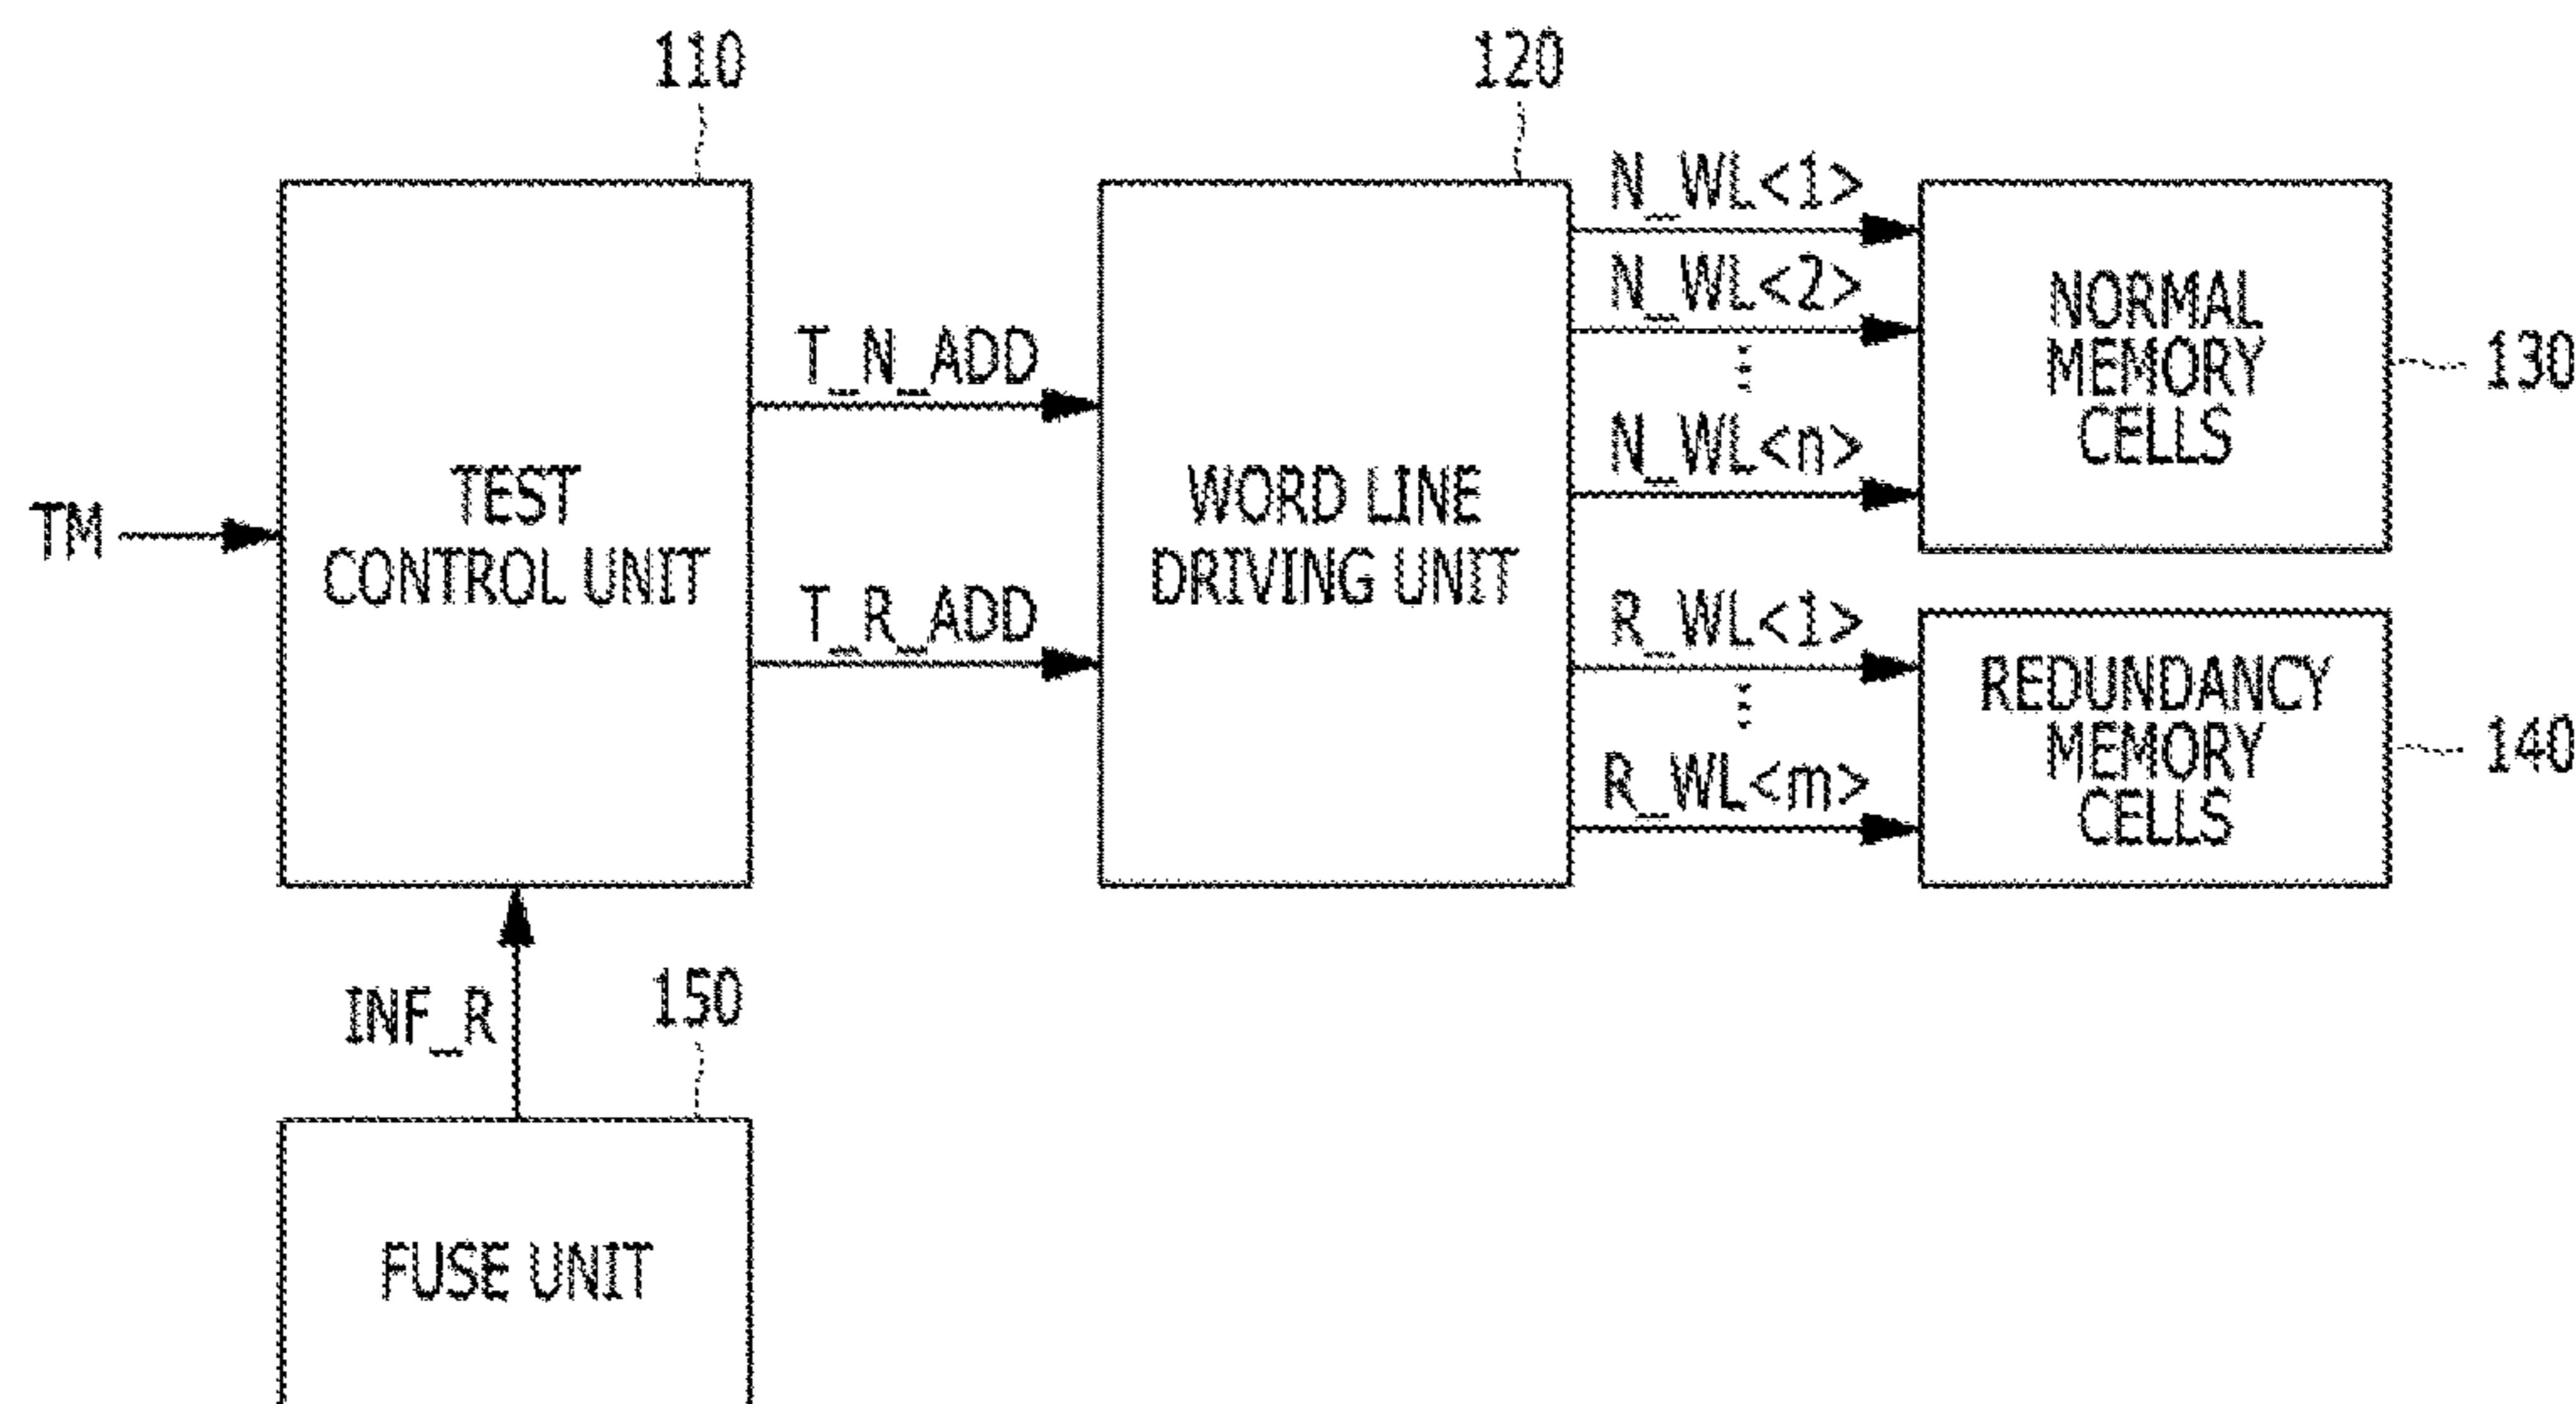 110
120
N_WL<1>
N_WL<2>
⋮
N_WL<n>
NORMAL
MEMORY
CELLS
130
T_N_ADD
TEST
CONTROL UNIT
WORD LINE
DRIVING UNIT
TM
T_R_ADD
R_WL<1>
⋮
R_WL<m>
REDUNDANCY
MEMORY
CELLS
140
INF_R
150
FUSE UNIT